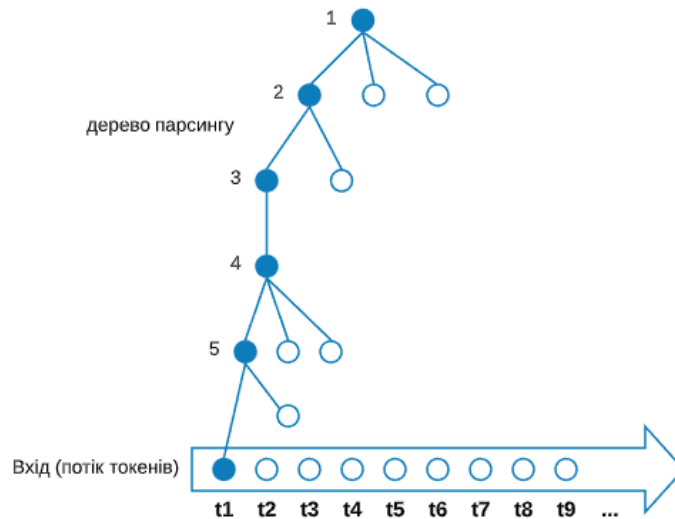 1
2
дерево парсингу
3
4
5
Вхід (потік токенів)
t1 t2 t3 t4 t5 t6 t7 t8 t9 ...